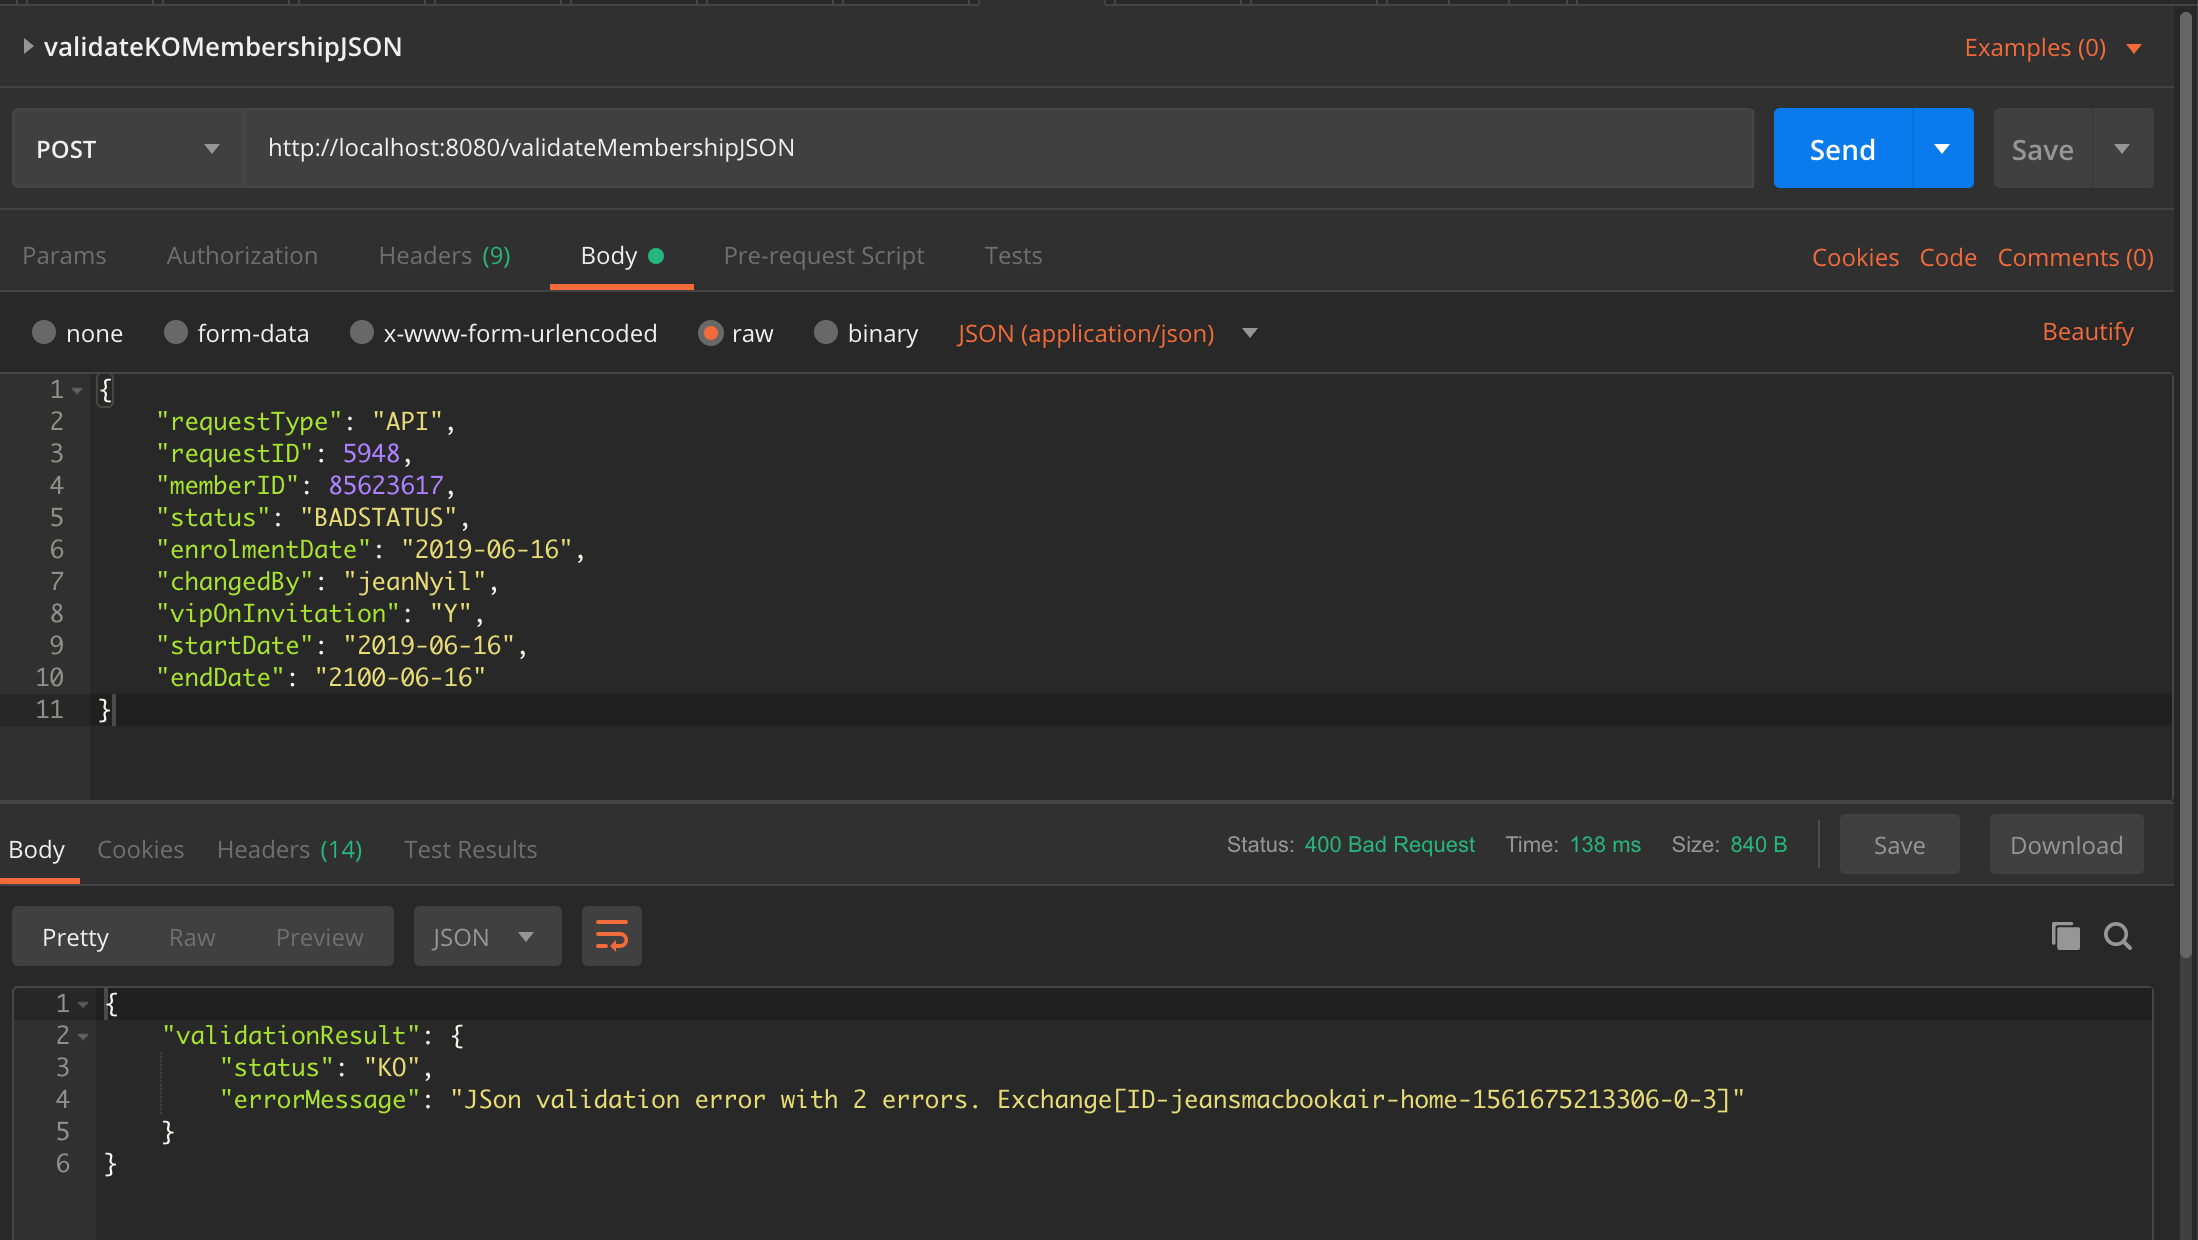 validateKOMembershipJSON
Examples (0)
POST
http://localhost:8080/validateMembershipJSON
Send
Save
Params Authorization Headers (9) Body Pre-request Script Tests
Cookies Code Comments (0)
none form-data x-www-form-urlencoded raw binary JSON (application/json)
Beautify
1 {
2 "requestType": "API",
3 "requestID": 5948,
4 "memberID": 85623617,
5 "status": "BADSTATUS",
6 "enrolmentDate": "2019-06-16",
7 "changedBy": "jeanNyil",
8 "vipOnInvitation": "Y",
9 "startDate": "2019-06-16",
10 "endDate": "2100-06-16"
11 }
Body Cookies Headers (14) Test Results
Status: 400 Bad Request Time: 138 ms Size: 840 B
Save
Download
Pretty Raw Preview JSON
1 {
2 "validationResult": {
3 "status": "KO",
4 "errorMessage": "JSon validation error with 2 errors. Exchange[ID-jeansmacbookair-home-1561675213306-0-3]"
5 }
6 }